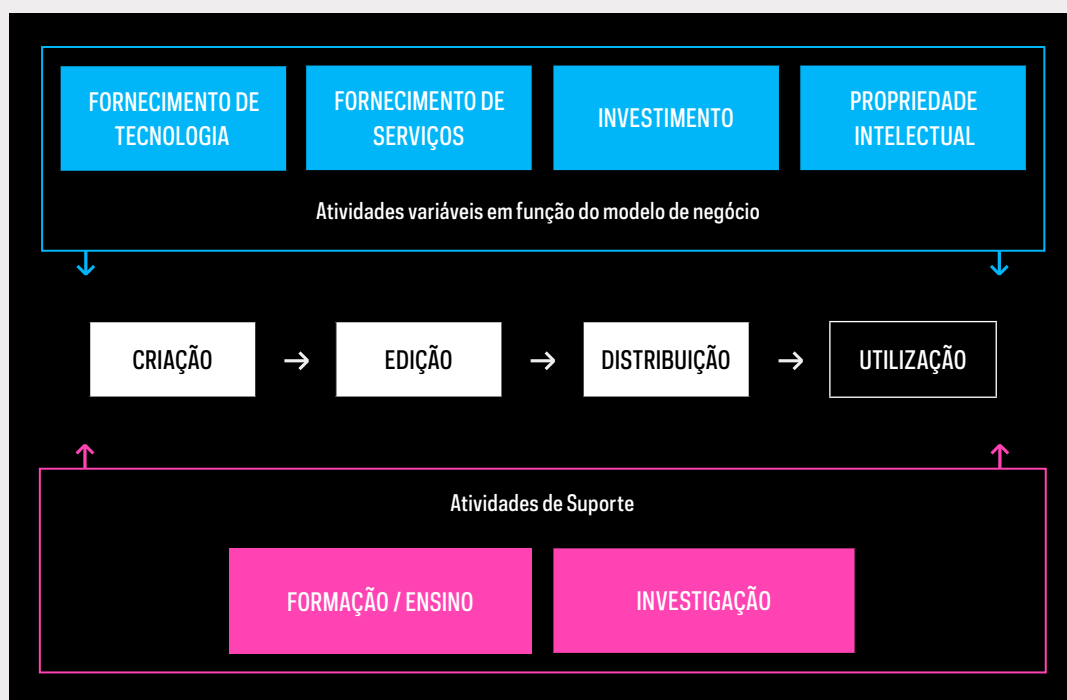 FORNECIMENTO DE
TECNOLOGIA
FORNECIMENTO DE
SERVIÇOS
INVESTIMENTO
PROPRIEDADE
INTELECTUAL
Atividades variáveis em função do modelo de negócio
CRIAÇÃO
EDIÇÃO
DISTRIBUIÇÃO
UTILIZAÇÃO
Atividades de Suporte
FORMAÇÃO / ENSINO
INVESTIGAÇÃO